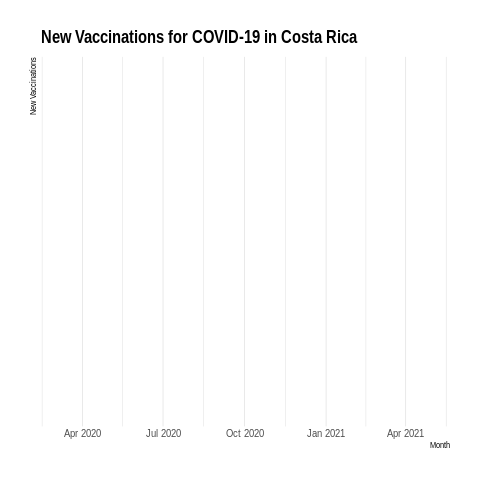 New Vaccinations for COVID-19 in Costa Rica
New Vaccinations
Apr 2020 Jul 2020 Oct 2020 Jan 2021 Apr 2021
Month